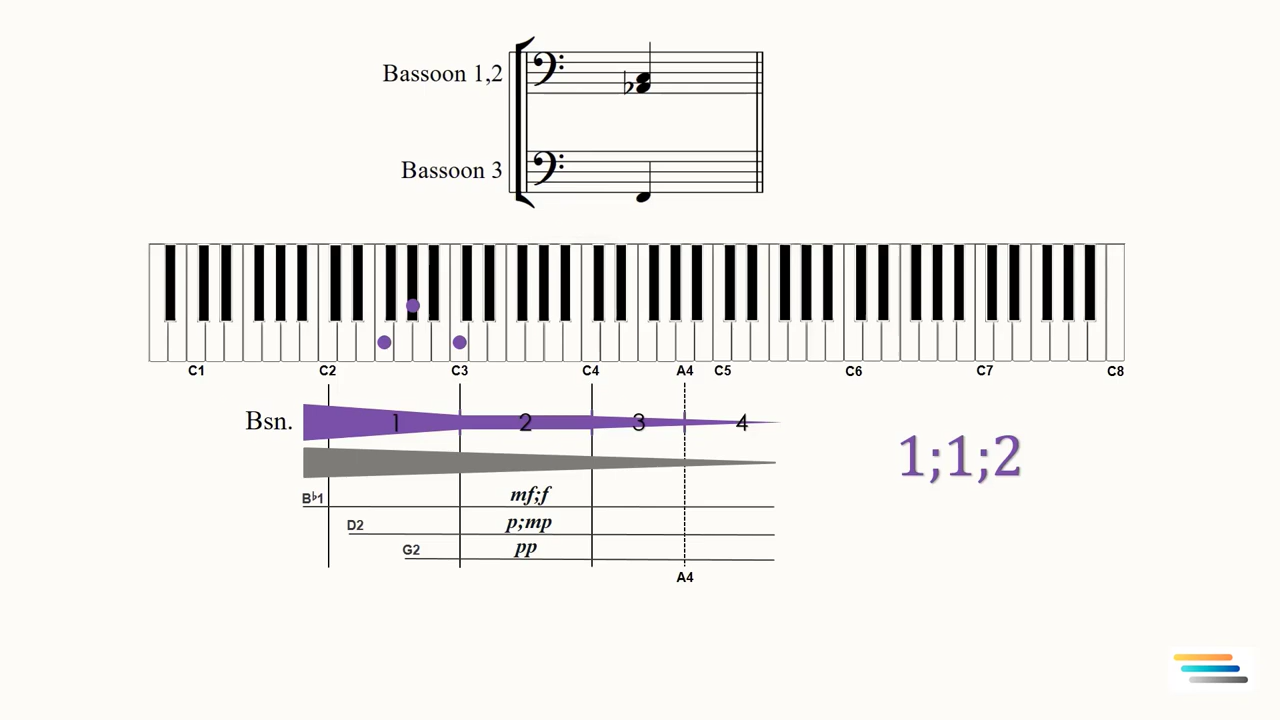 Bassoon 1,2
Bassoon 3
C1 C2 C3 C4 A4 C5 C6 C7 C8
Bsn. 1 2 3 4
1;1;2
B♭1 mf;f
D2 p;mp
G2 pp
A4